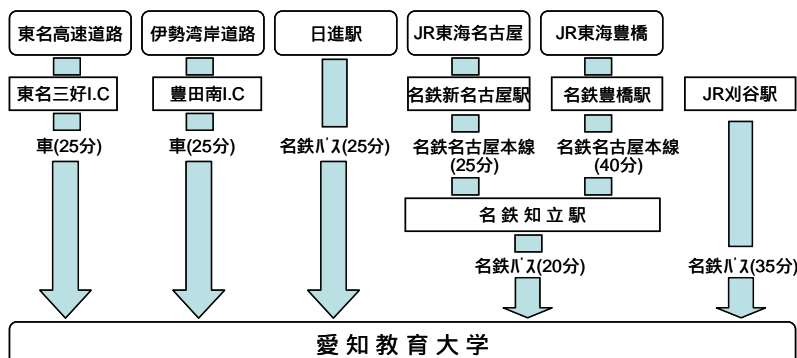 東名高速道路
伊勢湾岸道路
日進駅
JR東海名古屋
JR東海豊橋
東名三好I.C
豊田南I.C
名鉄新名古屋駅
名鉄豊橋駅
JR刈谷駅
車(25分)
車(25分)
名鉄バス(25分)
名鉄名古屋本線
(25分)
名鉄名古屋本線
(40分)
名鉄知立駅
名鉄バス(20分)
名鉄バス(35分)
愛知教育大学